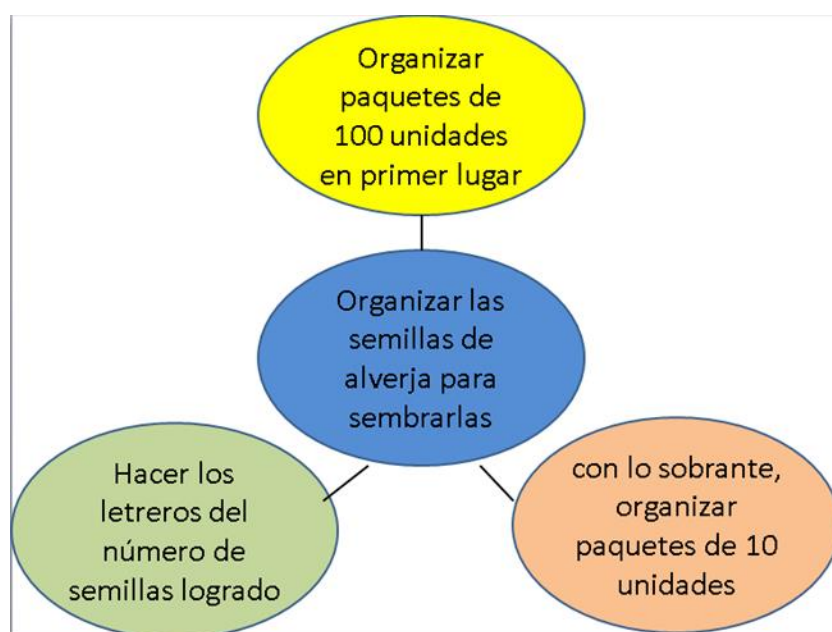 Organizar
paquetes de
100 unidades
en primer lugar
Organizar las
semillas de
alverja para
sembrarlas
Hacer los
letreros del
número de
semillas logrado
con lo sobrante,
organizar
paquetes de 10
unidades